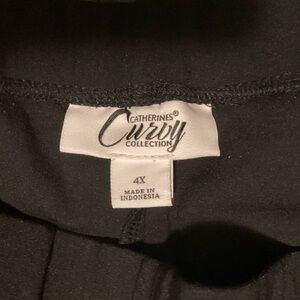 CATHERINES®
Curvy
COLLECTION
4X
MADE IN
INDONESIA